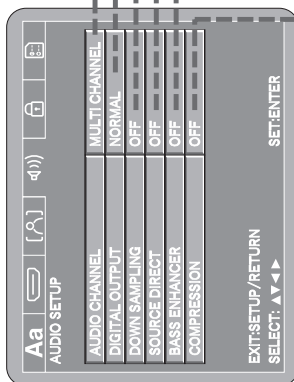 Aa
AUDIO SETUP
AUDIO CHANNEL MULTI CHANNEL
DIGITAL OUTPUT NORMAL
DOWN SAMPLING OFF
SOURCE DIRECT OFF
BASS ENHANCER OFF
COMPRESSION OFF
EXIT:SETUP/RETURN
SELECT: ▲▼◀▶ SET:ENTER